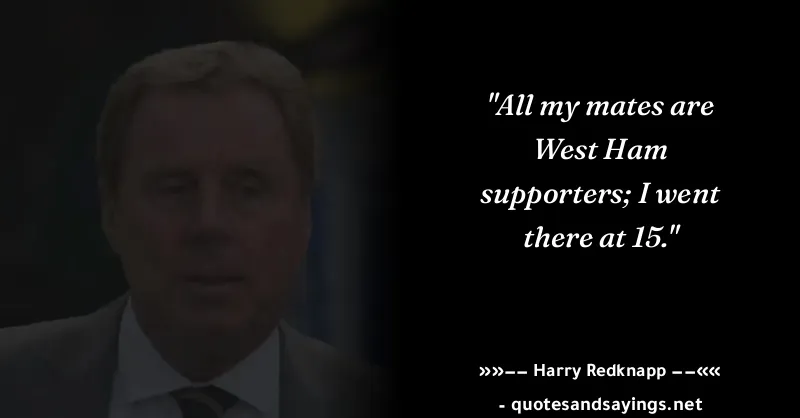 "All my mates are
West Ham
supporters; I went
there at 15."
»»–– Harry Redknapp ––««
- quotesandsayings.net